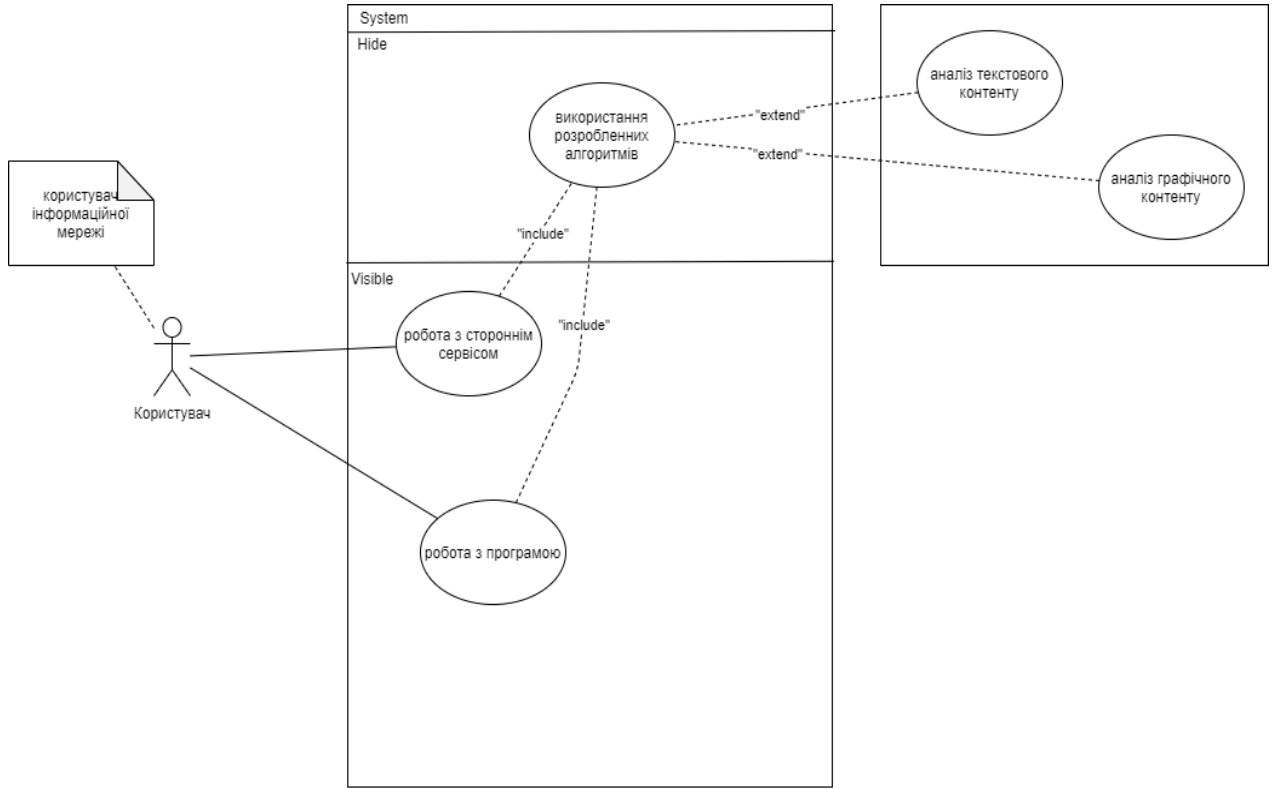 System
Hide
використання
розробленних
алгоритмів
"extend"
"extend"
аналіз текстового
контенту
аналіз графічного
контенту
користувач
інформаційної
мережі
"include"
Visible
"include"
робота з стороннім
сервісом
Користувач
робота з програмою